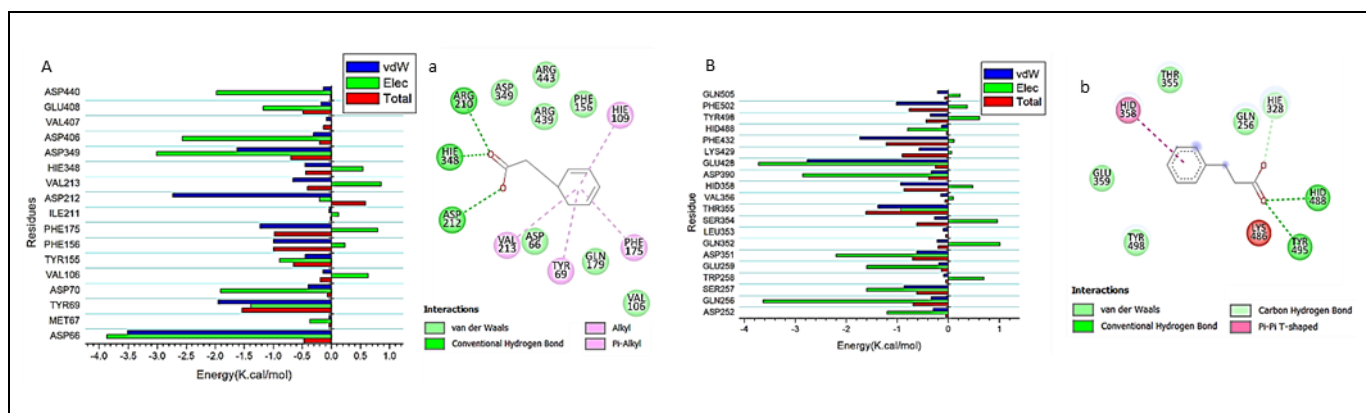 A
vdW
Elec
Total
ASP440
GLU408
VAL407
ASP406
ASP349
HIE348
VAL213
ASP212
ILE211
PHE175
PHE156
TYR155
VAL106
ASP70
TYR69
MET67
ASP66
Residues
-4.0 -3.5 -3.0 -2.5 -2.0 -1.5 -1.0 -0.5 0.0 0.5 1.0
Energy(K.cal/mol)
a
ARG 443
ARG 210
ASP 349
PHE 156
ARG 439
HIE 109
HIE 348
ASP 212
VAL 213
ASP 66
TYR 69
GLN 179
PHE 175
VAL 106
Interactions
van der Waals
Conventional Hydrogen Bond
Alkyl
Pi-Alkyl
B
vdW
Elec
Total
GLN505
PHE502
TYR498
HID488
PHE432
LYS429
GLU428
ASP390
HID358
VAL356
THR355
SER354
LEU353
GLN352
ASP351
GLU259
TRP258
SER257
GLN256
ASP252
Residues
-4 -3 -2 -1 0 1
Energy(K.cal/mol)
b
THR 355
HID 358
HIE 328
GLN 256
GLU 359
HID 488
LYS 486
TYR 495
TYR 498
Interactions
van der Waals
Conventional Hydrogen Bond
Carbon Hydrogen Bond
Pi-Pi T-shaped